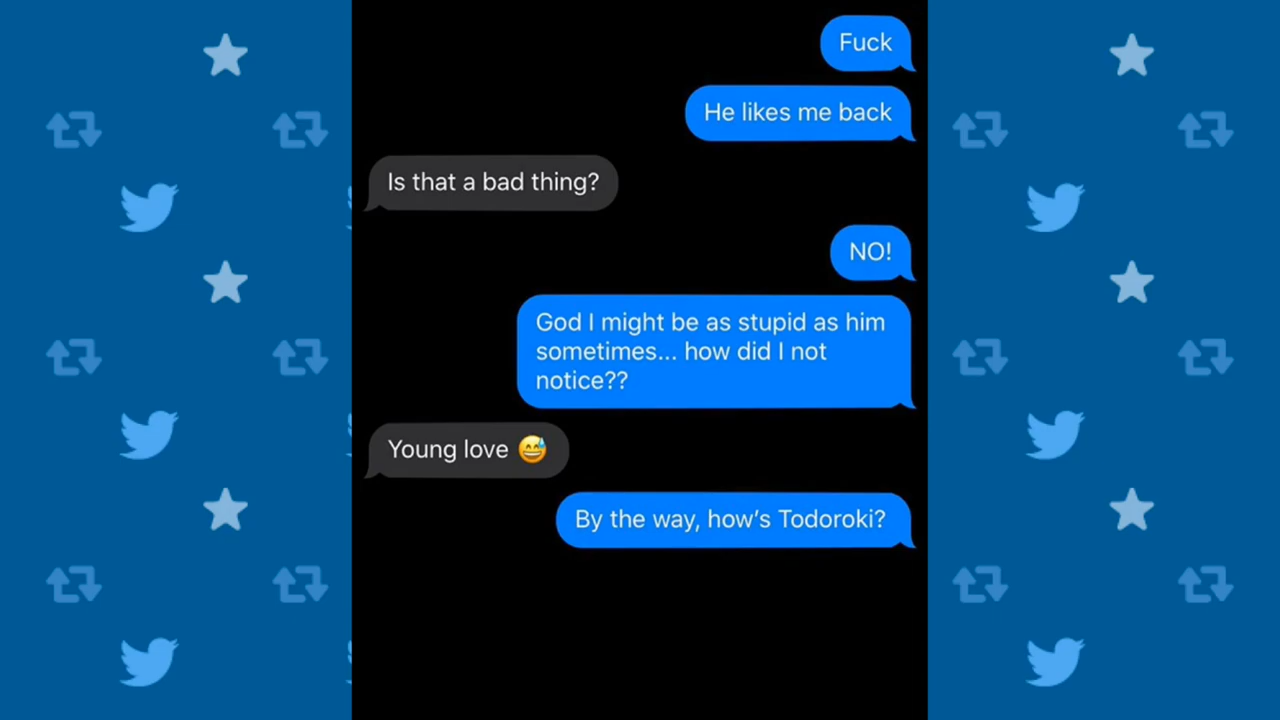 Fuck
He likes me back
Is that a bad thing?
NO!
God I might be as stupid as him
sometimes... how did I not
notice??
Young love 😅
By the way, how's Todoroki?